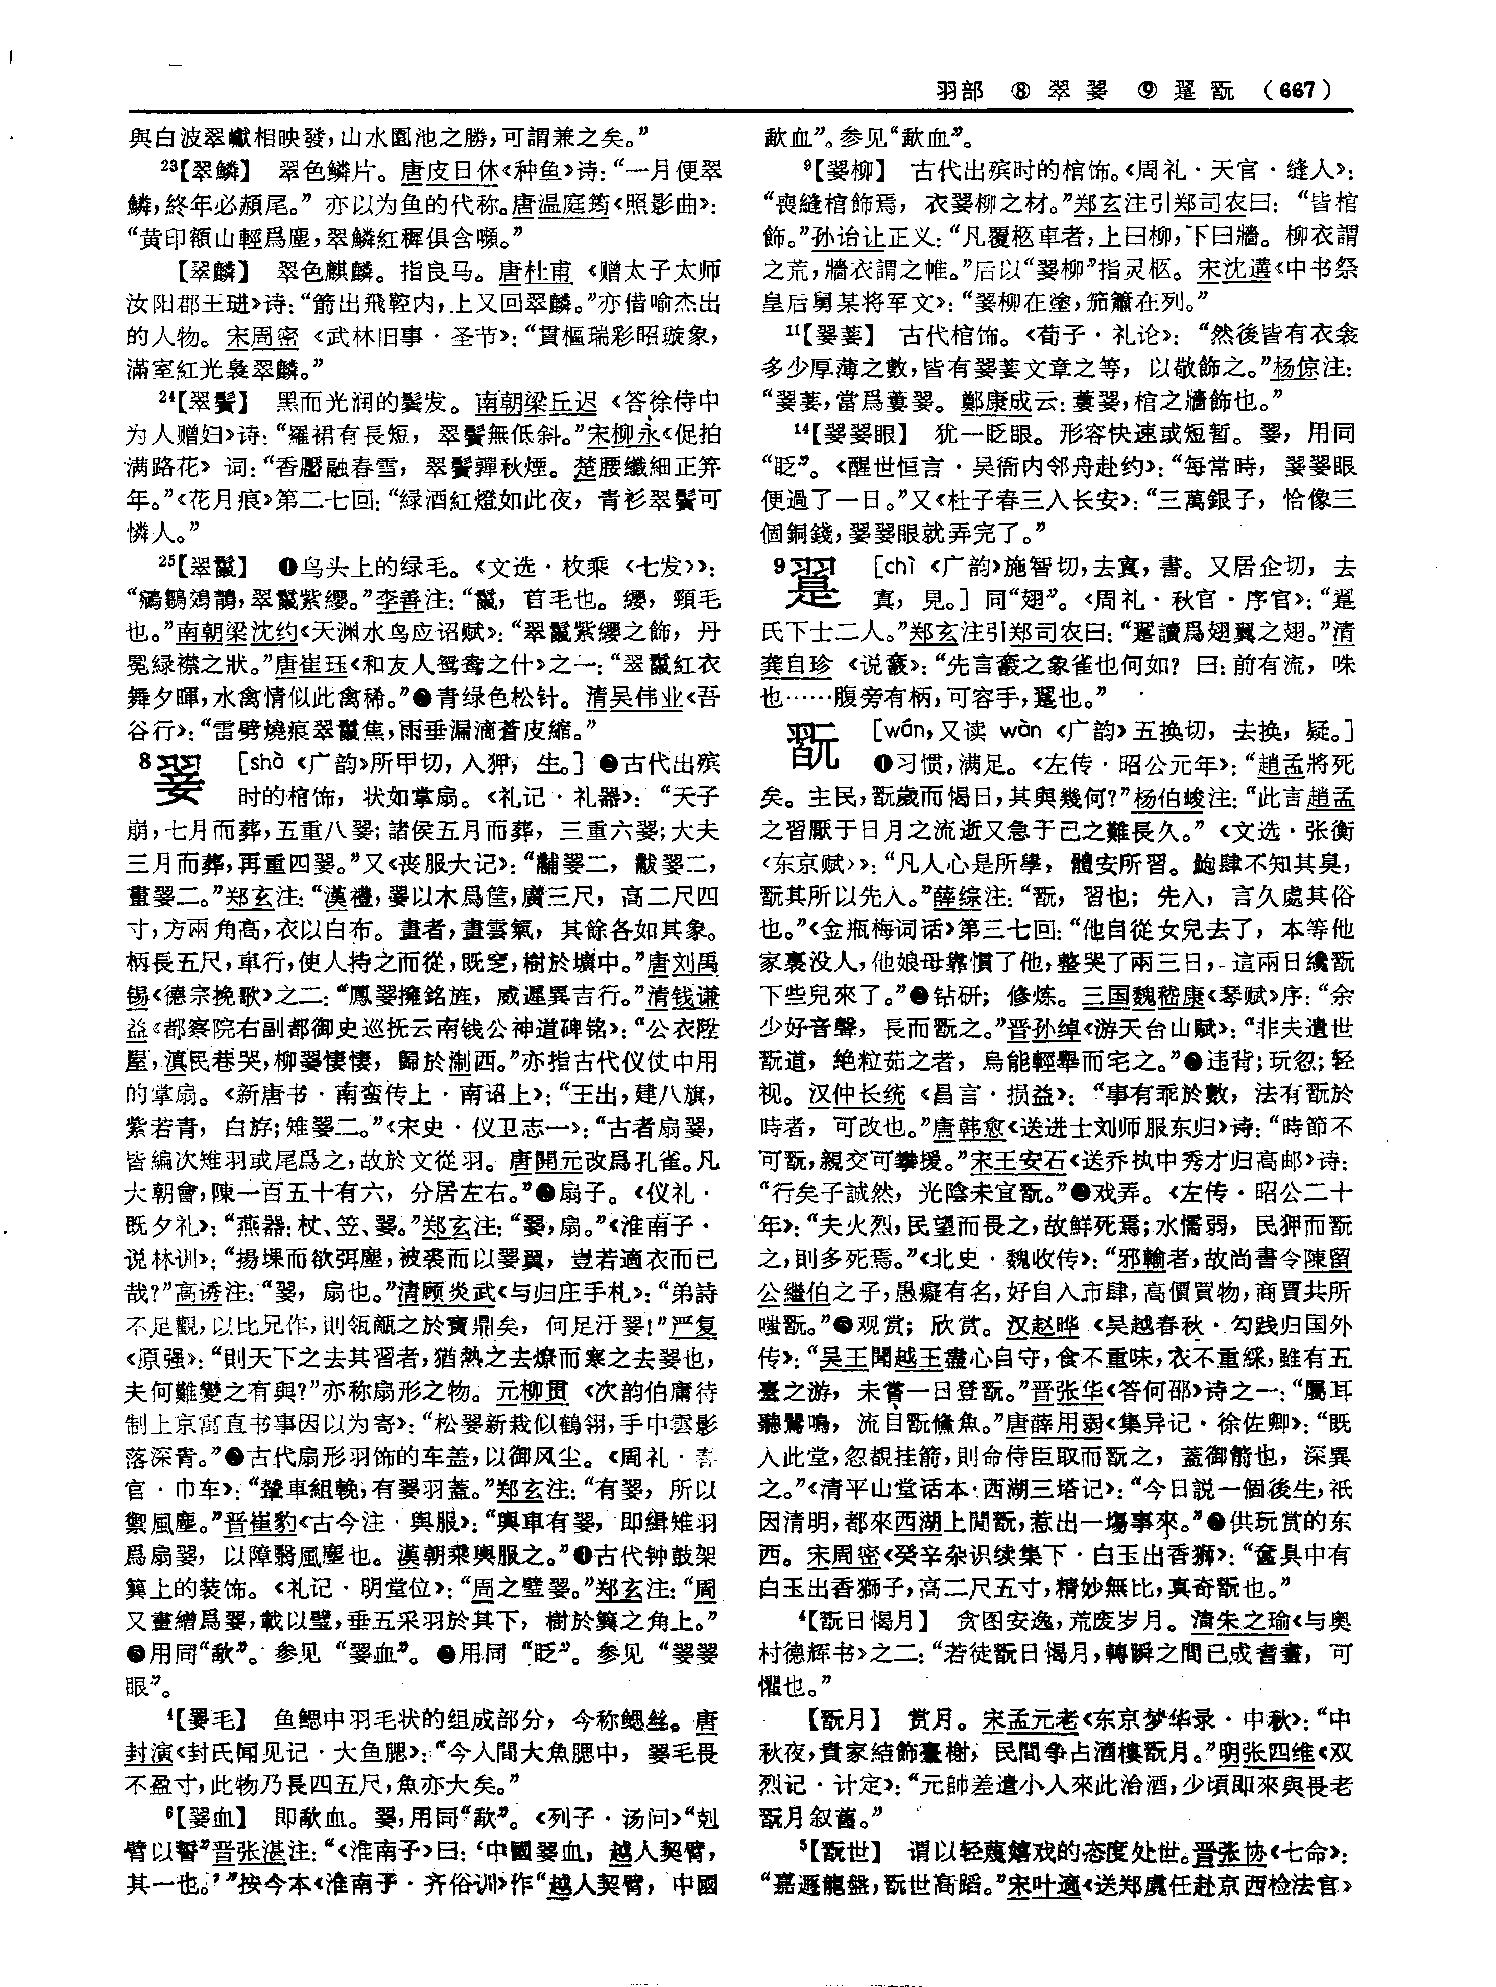 羽部 ⑧ 翠 翣 ⑨ 翨 翫 （667）
與白波翠巘相映發，山水園池之勝，可謂兼之矣。”
23【翠鳞】 翠色鳞片。唐皮日休《种鱼》诗：“一月便翠
鱗，終年必赬尾。” 亦以为鱼的代称。唐温庭筠《照影曲》：
“黄印額山輕爲塵，翠鱗紅穉俱含嚬。”
【翠麟】 翠色麒麟。指良马。唐杜甫《赠太子太师
汝阳郡王琎》诗：“箭出飛鞚内，上又回翠麟。”亦借喻杰出
的人物。宋周密《武林旧事·圣节》：“貫樞瑞彩昭璇象，
滿室紅光裊翠麟。”
24【翠鬓】 黑而光润的鬓发。南朝梁丘迟《答徐侍中
为人赠妇》诗：“羅裙有長短，翠鬢無低斜。”宋柳永《促拍
满路花》词：“香靨融春雪，翠鬢嚲秋煙。楚腰纖細正笄
年。”《花月痕》第二七回：“緑酒紅燈如此夜，青衫翠鬢可
憐人。”
25【翠鬣】 ❶鸟头上的绿毛。《文选·枚乘〈七发〉》：
“鵷鶵鵁鶄，翠鬣紫纓。”李善注：“鬣，首毛也。纓，頸毛
也。”南朝梁沈约《天渊水鸟应诏赋》：“翠鬣紫纓之飾，丹
冕緑襟之狀。”唐崔珏《和友人鸳鸯之什》之一：“翠鬣紅衣
舞夕暉，水禽情似此禽稀。”❷青绿色松针。清吴伟业《吾
谷行》：“雷劈燒痕翠鬣焦，雨垂漏滴蒼皮縮。”
8翣 ［shà《广韵》所甲切，入狎，生。］❶古代出殡
时的棺饰，状如掌扇。《礼记·礼器》：“天子
崩，七月而葬，五重八翣；諸侯五月而葬，三重六翣；大夫
三月而葬，再重四翣。”又《丧服大记》：“黼翣二，黻翣二，
畫翣二。”郑玄注：“漢禮，翣以木爲筐，廣三尺，高二尺四
寸，方兩角高，衣以白布。畫者，畫雲氣，其餘各如其象。
柄長五尺，車行，使人持之而從，既窆，樹於壙中。”唐刘禹
锡《德宗挽歌》之二：“鳳翣擁銘旌，威遲異吉行。”清钱谦
益《都察院右副都御史巡抚云南钱公神道碑铭》：“公衣陞
屋，滇民巷哭，柳翣悽悽，歸於淛西。”亦指古代仪仗中用
的掌扇。《新唐书·南蛮传上·南诏上》：“王出，建八旗，
紫若青，白斿；雉翣二。”《宋史·仪卫志一》：“古者扇翣，
皆編次雉羽或尾爲之，故於文從羽。唐開元改爲孔雀。凡
大朝會，陳一百五十有六，分居左右。”❷扇子。《仪礼·
既夕礼》：“燕器：杖、笠、翣。”郑玄注：“翣，扇。”《淮南子·
说林训》：“揚堁而欲弭塵，被裘而以翣翼，豈若適衣而已
哉？”高诱注：“翣，扇也。”清顾炎武《与归庄手札》：“弟詩
不足觀，以比兄作，則瓴甋之於寶鼎矣，何足汙翣！”严复
《原强》：“則天下之去其習者，猶熱之去燎而寒之去翣也，
夫何難變之有與？”亦称扇形之物。元柳贯《次韵伯庸待
制上京寓直书事因以为寄》：“松翣新栽似鶴翎，手中雲影
落深青。”❸古代扇形羽饰的车盖，以御风尘。《周礼·春
官·巾车》：“輦車組輓，有翣羽蓋。”郑玄注：“有翣，所以
禦風塵。”晋崔豹《古今注·舆服》：“輿車有翣，即緝雉羽
爲扇翣，以障翳風塵也。漢朝乘輿服之。”❹古代钟鼓架
簨上的装饰。《礼记·明堂位》：“周之璧翣。”郑玄注：“周
又畫繒爲翣，載以璧，垂五采羽於其下，樹於簨之角上。”
❺用同“歃”。参见“翣血”。❻用同“眨”。参见“翣翣
眼”。
4【翣毛】 鱼鳃中羽毛状的组成部分，今称鳃丝。唐
封演《封氏闻见记·大鱼腮》：“今人間大魚腮中，翣毛長
不盈寸，此物乃長四五尺，魚亦大矣。”
6【翣血】 即歃血。翣，用同“歃”。《列子·汤问》“剋
臂以誓”晋张湛注：“《淮南子》曰：‘中國翣血，越人契臂，
其一也。’”按今本《淮南子·齐俗训》作“越人契臂，中國
歃血”。参见“歃血”。
9【翣柳】 古代出殡时的棺饰。《周礼·天官·缝人》：
“喪縫棺飾焉，衣翣柳之材。”郑玄注引郑司农曰：“皆棺
飾。”孙诒让正义：“凡覆柩車者，上曰柳，下曰牆。柳衣謂
之荒，牆衣謂之帷。”后以“翣柳”指灵柩。宋沈遘《中书祭
皇后舅某将军文》：“翣柳在塗，笳簫在列。”
11【翣萋】 古代棺饰。《荀子·礼论》：“然後皆有衣衾
多少厚薄之數，皆有翣萋文章之等，以敬飾之。”杨倞注：
“翣萋，當爲蔞翣。鄭康成云：蔞翣，棺之牆飾也。”
14【翣翣眼】 犹一眨眼。形容快速或短暂。翣，用同
“眨”。《醒世恒言·吴衙内邻舟赴约》：“每常時，翣翣眼
便過了一日。”又《杜子春三入长安》：“三萬銀子，恰像三
個銅錢，翣翣眼就弄完了。”
9翨 ［chì《广韵》施智切，去寘，書。又居企切，去
寘，見。］同“翅”。《周礼·秋官·序官》：“翨
氏下士二人。”郑玄注引郑司农曰：“翨讀爲翅翼之翅。”清
龚自珍《说彝》：“先言彝之象雀也何如？曰：前有流，咮
也……腹旁有柄，可容手，翨也。”
翫 ［wán，又读 wàn《广韵》五换切，去换，疑。］
❶习惯，满足。《左传·昭公元年》：“趙孟將死
矣。主民，翫歲而愒日，其與幾何？”杨伯峻注：“此言趙孟
之習厭于日月之流逝又急于己之難長久。”《文选·张衡
〈东京赋〉》：“凡人心是所學，體安所習。鮑肆不知其臭，
翫其所以先入。”薛综注：“翫，習也；先入，言久處其俗
也。”《金瓶梅词话》第三七回：“他自從女兒去了，本等他
家裏没人，他娘母靠慣了他，整哭了兩三日，這兩日纔翫
下些兒來了。”❷钻研；修炼。三国魏嵇康《琴赋》序：“余
少好音聲，長而翫之。”晋孙绰《游天台山赋》：“非夫遺世
翫道，絶粒茹之者，烏能輕舉而宅之。”❸违背；玩忽；轻
视。汉仲长统《昌言·损益》：“事有乖於數，法有翫於
時者，可改也。”唐韩愈《送进士刘师服东归》诗：“時節不
可翫，親交可攀援。”宋王安石《送乔执中秀才归高邮》诗：
“行矣子誠然，光陰未宜翫。”❹戏弄。《左传·昭公二十
年》：“夫火烈，民望而畏之，故鮮死焉；水懦弱，民狎而翫
之，則多死焉。”《北史·魏收传》：“邪輸者，故尚書令陳留
公繼伯之子，愚癡有名，好自入市肆，高價買物，商賈共所
嗤翫。”❺观赏；欣赏。汉赵晔《吴越春秋·勾践归国外
传》：“吴王聞越王盡心自守，食不重味，衣不重綵，雖有五
臺之游，未嘗一日登翫。”晋张华《答何邵》诗之一：“屬耳
聽鶯鳴，流目翫儵魚。”唐薛用弱《集异记·徐佐卿》：“既
入此堂，忽覩挂箭，則命侍臣取而翫之，蓋御箭也，深異
之。”《清平山堂话本·西湖三塔记》：“今日説一個後生，衹
因清明，都來西湖上閒翫，惹出一塲事來。”❻供玩赏的东
西。宋周密《癸辛杂识续集下·白玉出香獅》：“奩具中有
白玉出香獅子，高二尺五寸，精妙無比，真奇翫也。”
4【翫日愒月】 贪图安逸，荒废岁月。清朱之瑜《与奥
村德辉书》之二：“若徒翫日愒月，轉瞬之間已成耆耋，可
懼也。”
【翫月】 赏月。宋孟元老《东京梦华录·中秋》：“中
秋夜，貴家結飾臺榭，民間争占酒樓翫月。”明张四维《双
烈记·计定》：“元帥差遣小人來此治酒，少頃即來與畏老
翫月叙舊。”
5【翫世】 谓以轻蔑嬉戏的态度处世。晋张协《七命》：
“嘉遯龍盤，翫世高蹈。”宋叶適《送郑虞任赴京西检法官》